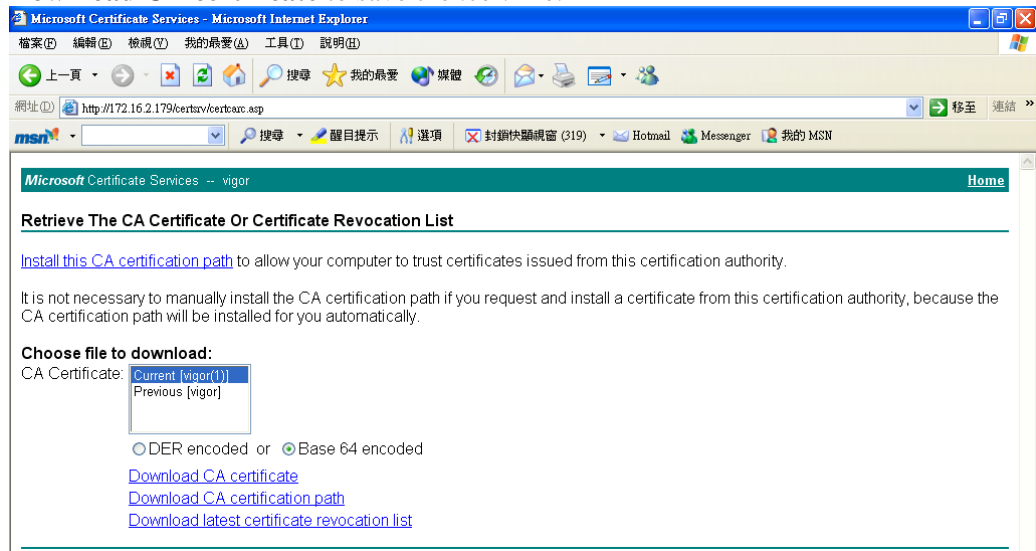 Microsoft Certificate Services - Microsoft Internet Explorer
檔案(F) 編輯(E) 檢視(V) 我的最愛(A) 工具(T) 說明(H)
上一頁 搜尋 我的最愛 媒體
網址(D) http://172.16.2.179/certsrv/certcarc.asp 移至 連結 »
msn 搜尋 醒目提示 選項 封鎖快顯視窗 (319) Hotmail Messenger 我的 MSN
Microsoft Certificate Services -- vigor Home
Retrieve The CA Certificate Or Certificate Revocation List
Install this CA certification path to allow your computer to trust certificates issued from this certification authority.
It is not necessary to manually install the CA certification path if you request and install a certificate from this certification authority, because the
CA certification path will be installed for you automatically.
Choose file to download:
CA Certificate: Current [vigor(1)]
Previous [vigor]
DER encoded or Base 64 encoded
Download CA certificate
Download CA certification path
Download latest certificate revocation list